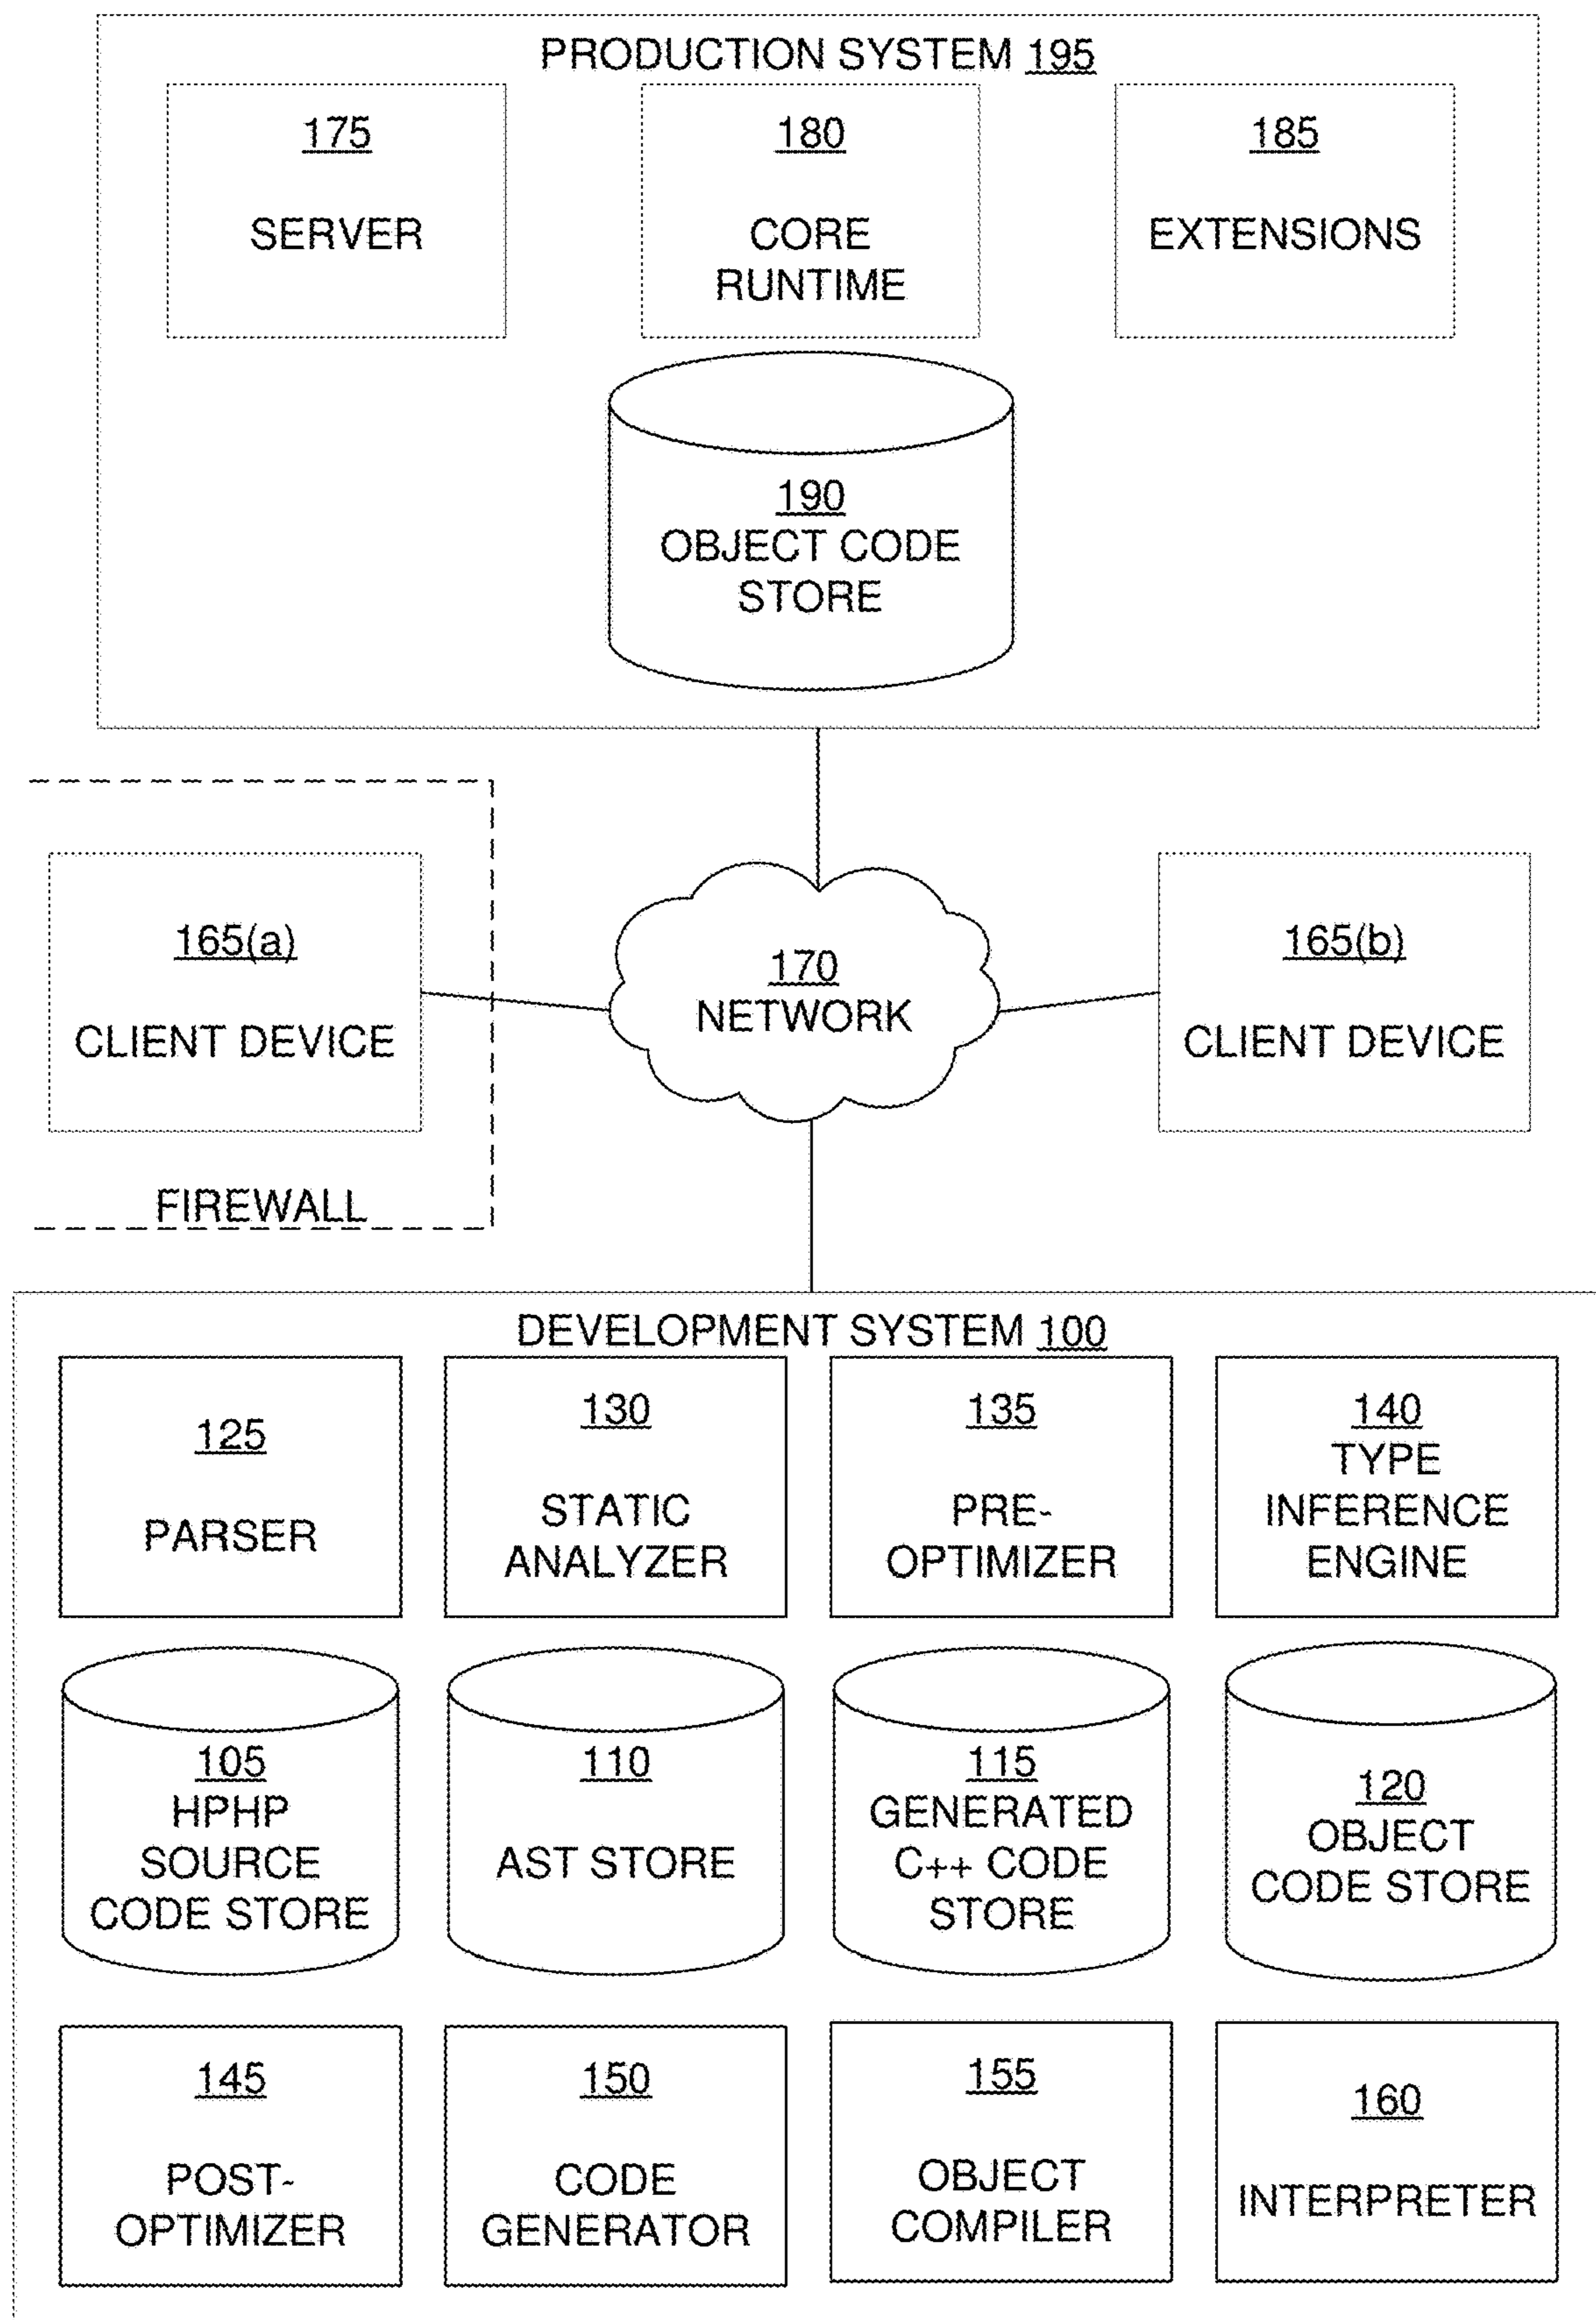 PRODUCTION SYSTEM 195
175
SERVER
180
CORE
RUNTIME
185
EXTENSIONS
190
OBJECT CODE
STORE
165(a)
CLIENT DEVICE
FIREWALL
170
NETWORK
165(b)
CLIENT DEVICE
DEVELOPMENT SYSTEM 100
125
PARSER
130
STATIC
ANALYZER
135
PRE-
OPTIMIZER
140
TYPE
INFERENCE
ENGINE
105
HPHP
SOURCE
CODE STORE
110
AST STORE
115
GENERATED
C++ CODE
STORE
120
OBJECT
CODE STORE
145
POST-
OPTIMIZER
150
CODE
GENERATOR
155
OBJECT
COMPILER
160
INTERPRETER